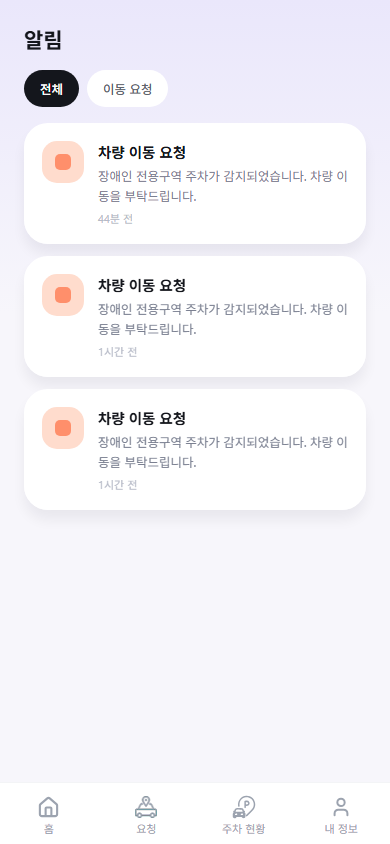 알림
전체
이동 요청
차량 이동 요청
장애인 전용구역 주차가 감지되었습니다. 차량 이
동을 부탁드립니다.
44분 전
차량 이동 요청
장애인 전용구역 주차가 감지되었습니다. 차량 이
동을 부탁드립니다.
1시간 전
차량 이동 요청
장애인 전용구역 주차가 감지되었습니다. 차량 이
동을 부탁드립니다.
1시간 전
P
홈
요청
주차 현황
내 정보